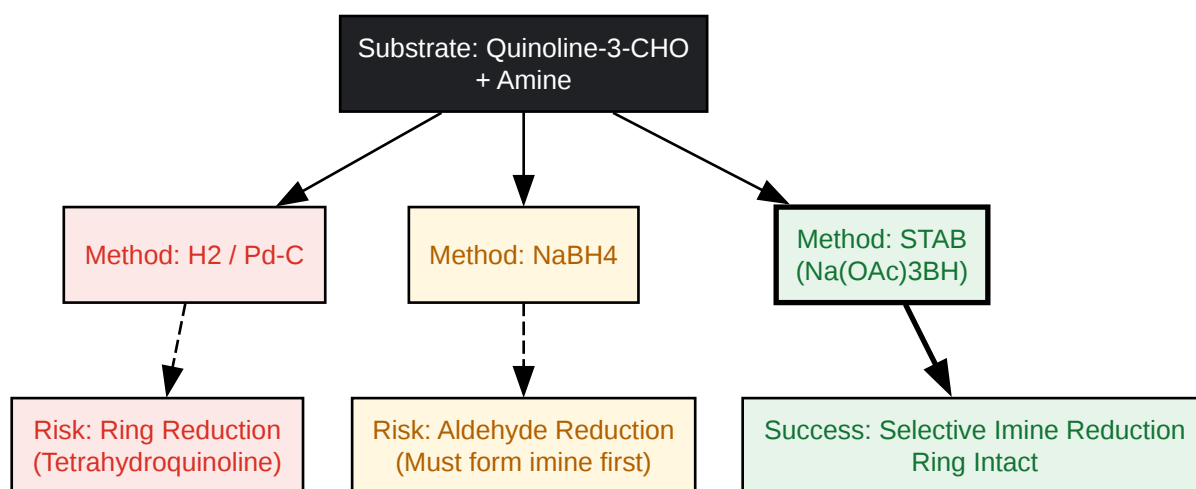 Substrate: Quinoline-3-CHO
+ Amine
Method: H2 / Pd-C
Method: NaBH4
Method: STAB
(Na(OAc)3BH)
Risk: Ring Reduction
(Tetrahydroquinoline)
Risk: Aldehyde Reduction
(Must form imine first)
Success: Selective Imine Reduction
Ring Intact